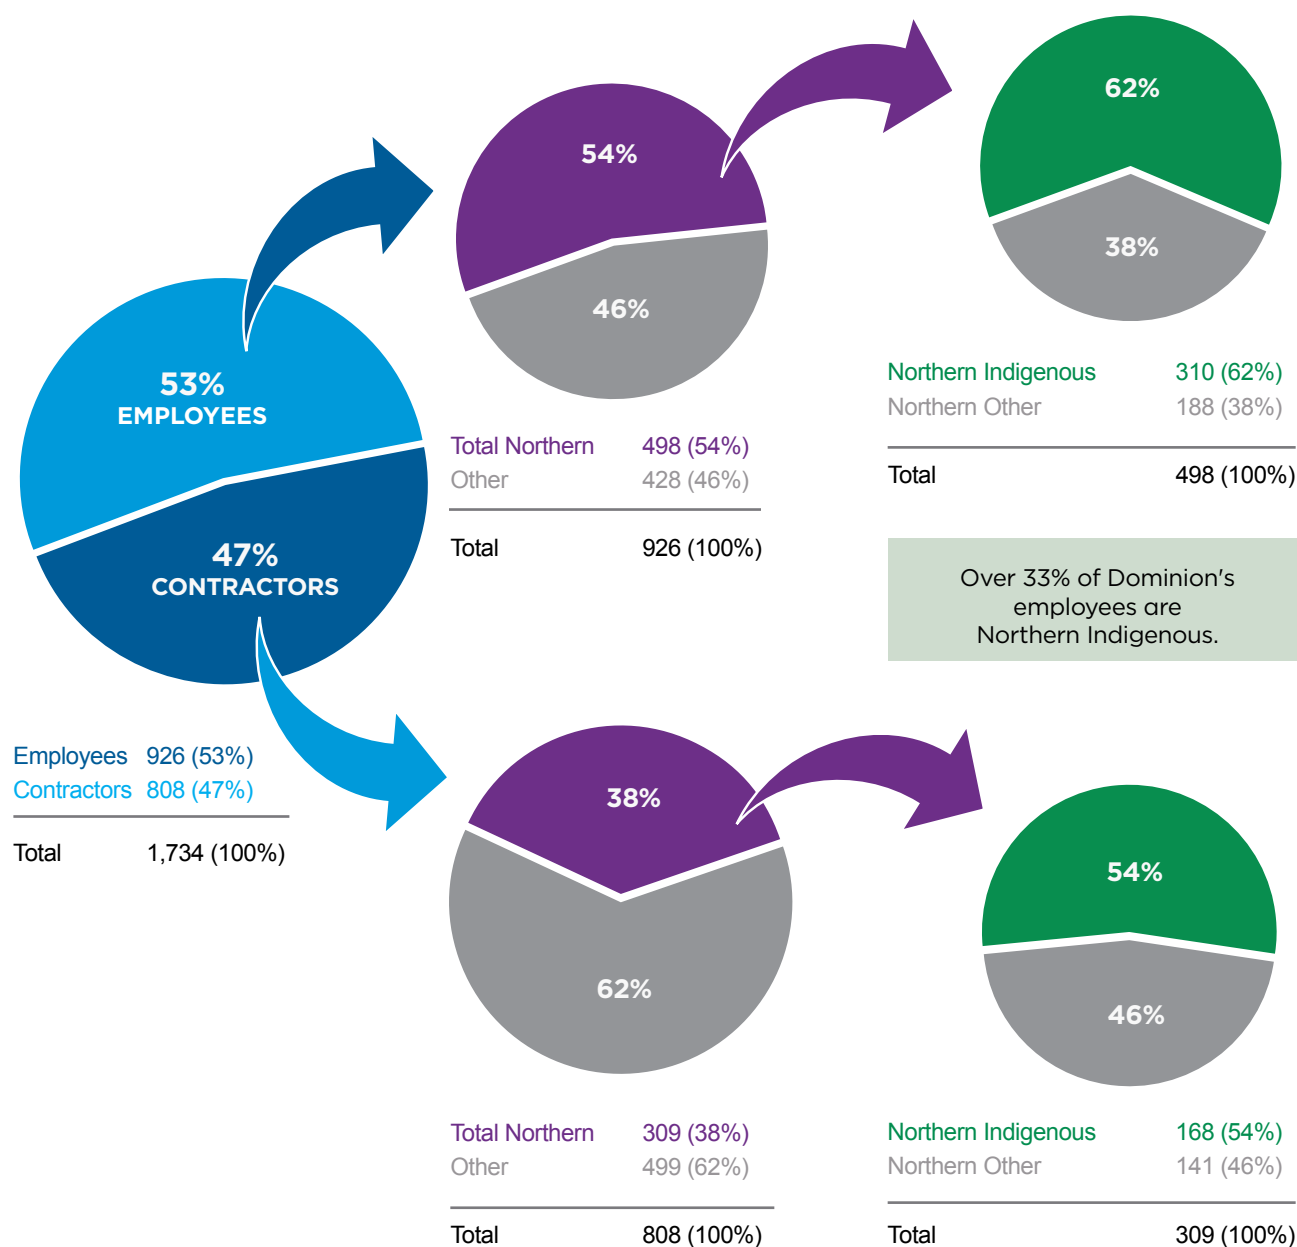 53%
EMPLOYEES
47%
CONTRACTORS
Employees 926 (53%)
Contractors 808 (47%)
Total 1,734 (100%)
54%
46%
Total Northern 498 (54%)
Other 428 (46%)
Total 926 (100%)
62%
38%
Northern Indigenous 310 (62%)
Northern Other 188 (38%)
Total 498 (100%)
Over 33% of Dominion's
employees are
Northern Indigenous.
38%
62%
Total Northern 309 (38%)
Other 499 (62%)
Total 808 (100%)
54%
46%
Northern Indigenous 168 (54%)
Northern Other 141 (46%)
Total 309 (100%)